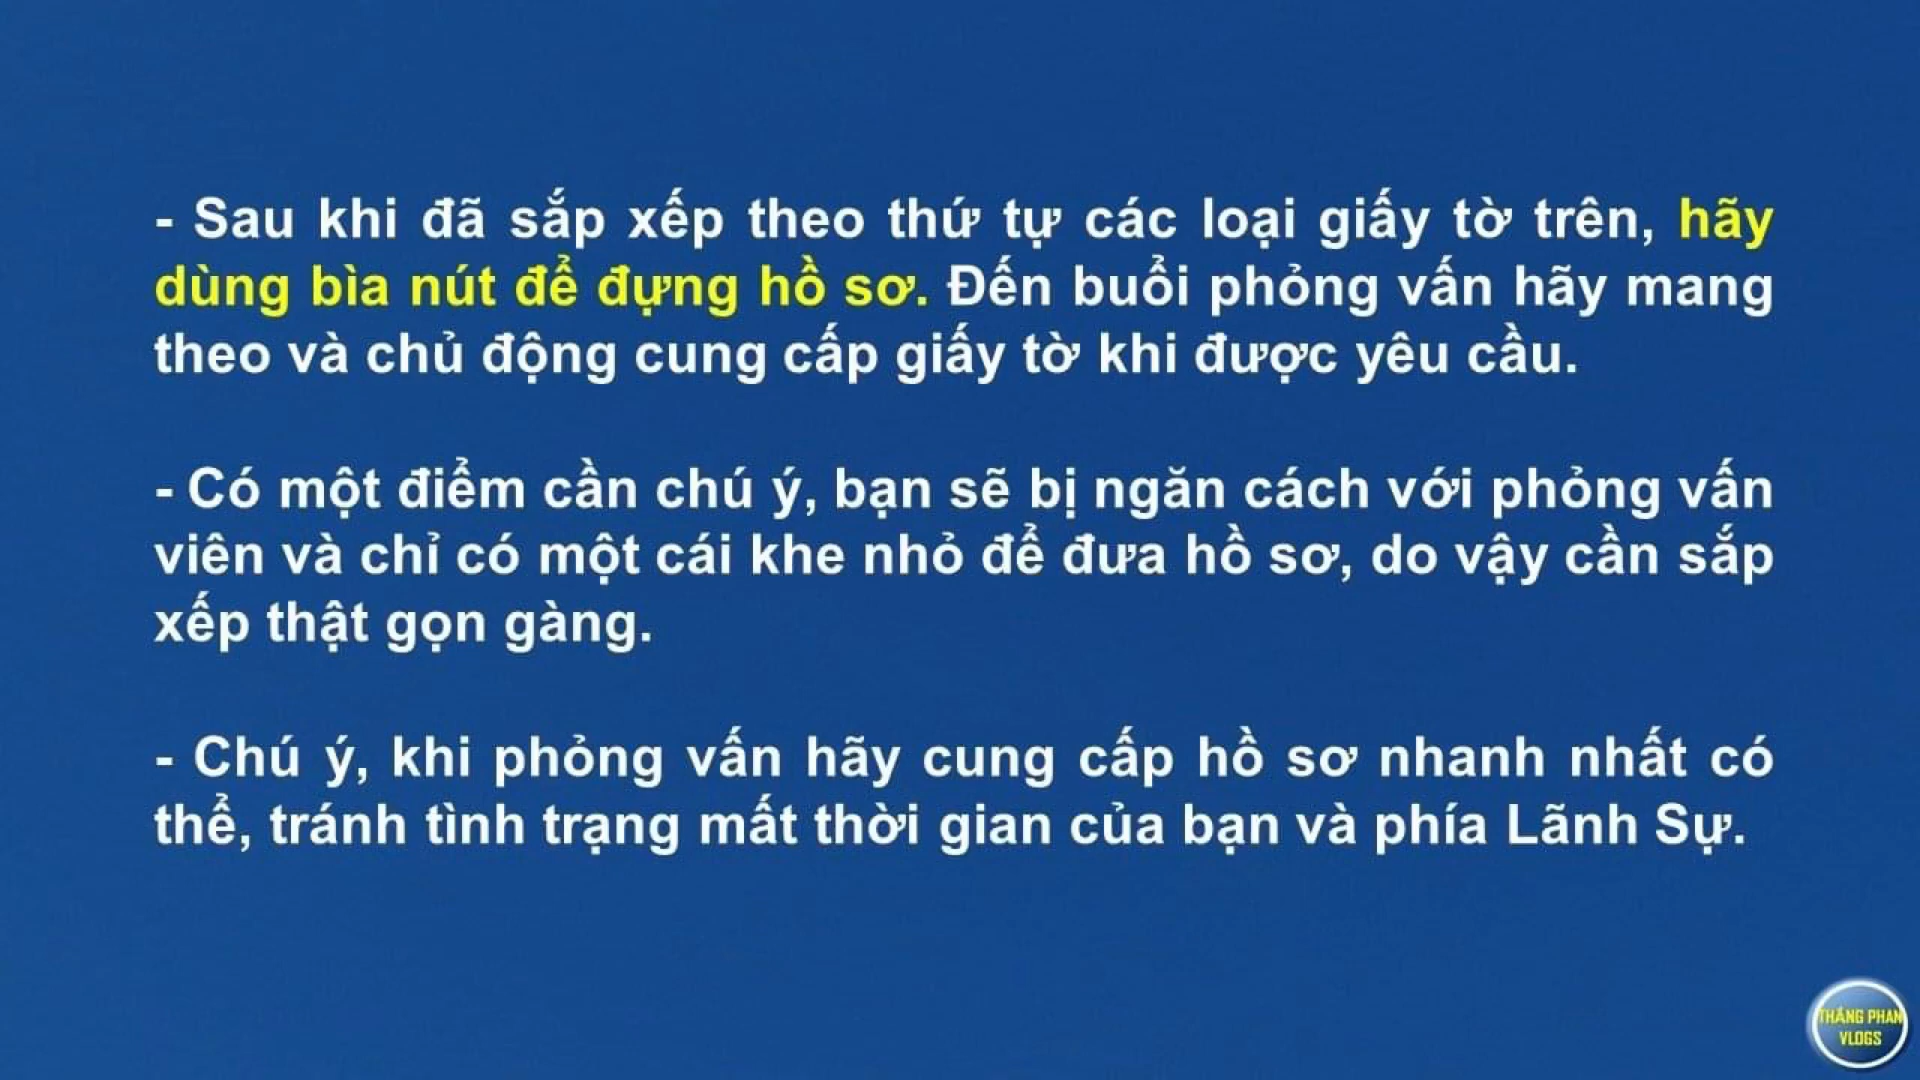 - Sau khi đã sắp xếp theo thứ tự các loại giấy tờ trên, hãy
dùng bìa nút để đựng hồ sơ. Đến buổi phỏng vấn hãy mang
theo và chủ động cung cấp giấy tờ khi được yêu cầu.
- Có một điểm cần chú ý, bạn sẽ bị ngăn cách với phỏng vấn
viên và chỉ có một cái khe nhỏ để đưa hồ sơ, do vậy cần sắp
xếp thật gọn gàng.
- Chú ý, khi phỏng vấn hãy cung cấp hồ sơ nhanh nhất có
thể, tránh tình trạng mất thời gian của bạn và phía Lãnh Sự.
THẮNG PHAN
VLOGS